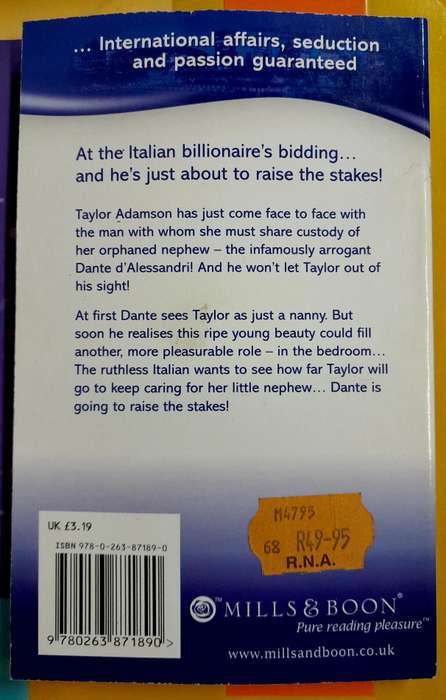 ... International affairs, seduction
and passion guaranteed
At the Italian billionaire's bidding...
and he's just about to raise the stakes!
Taylor Adamson has just come face to face with
the man with whom she must share custody of
her orphaned nephew – the infamously arrogant
Dante d'Alessandri! And he won't let Taylor out of
his sight!
At first Dante sees Taylor as just a nanny. But
soon he realises this ripe young beauty could fill
another, more pleasurable role – in the bedroom...
The ruthless Italian wants to see how far Taylor will
go to keep caring for her little nephew... Dante is
going to raise the stakes!
UK £3.19
ISBN 978-0-263-87189-0
9 780263 871890 >
M4795
68 R49-95
R.N.A.
™ MILLS & BOON®
Pure reading pleasure™
www.millsandboon.co.uk